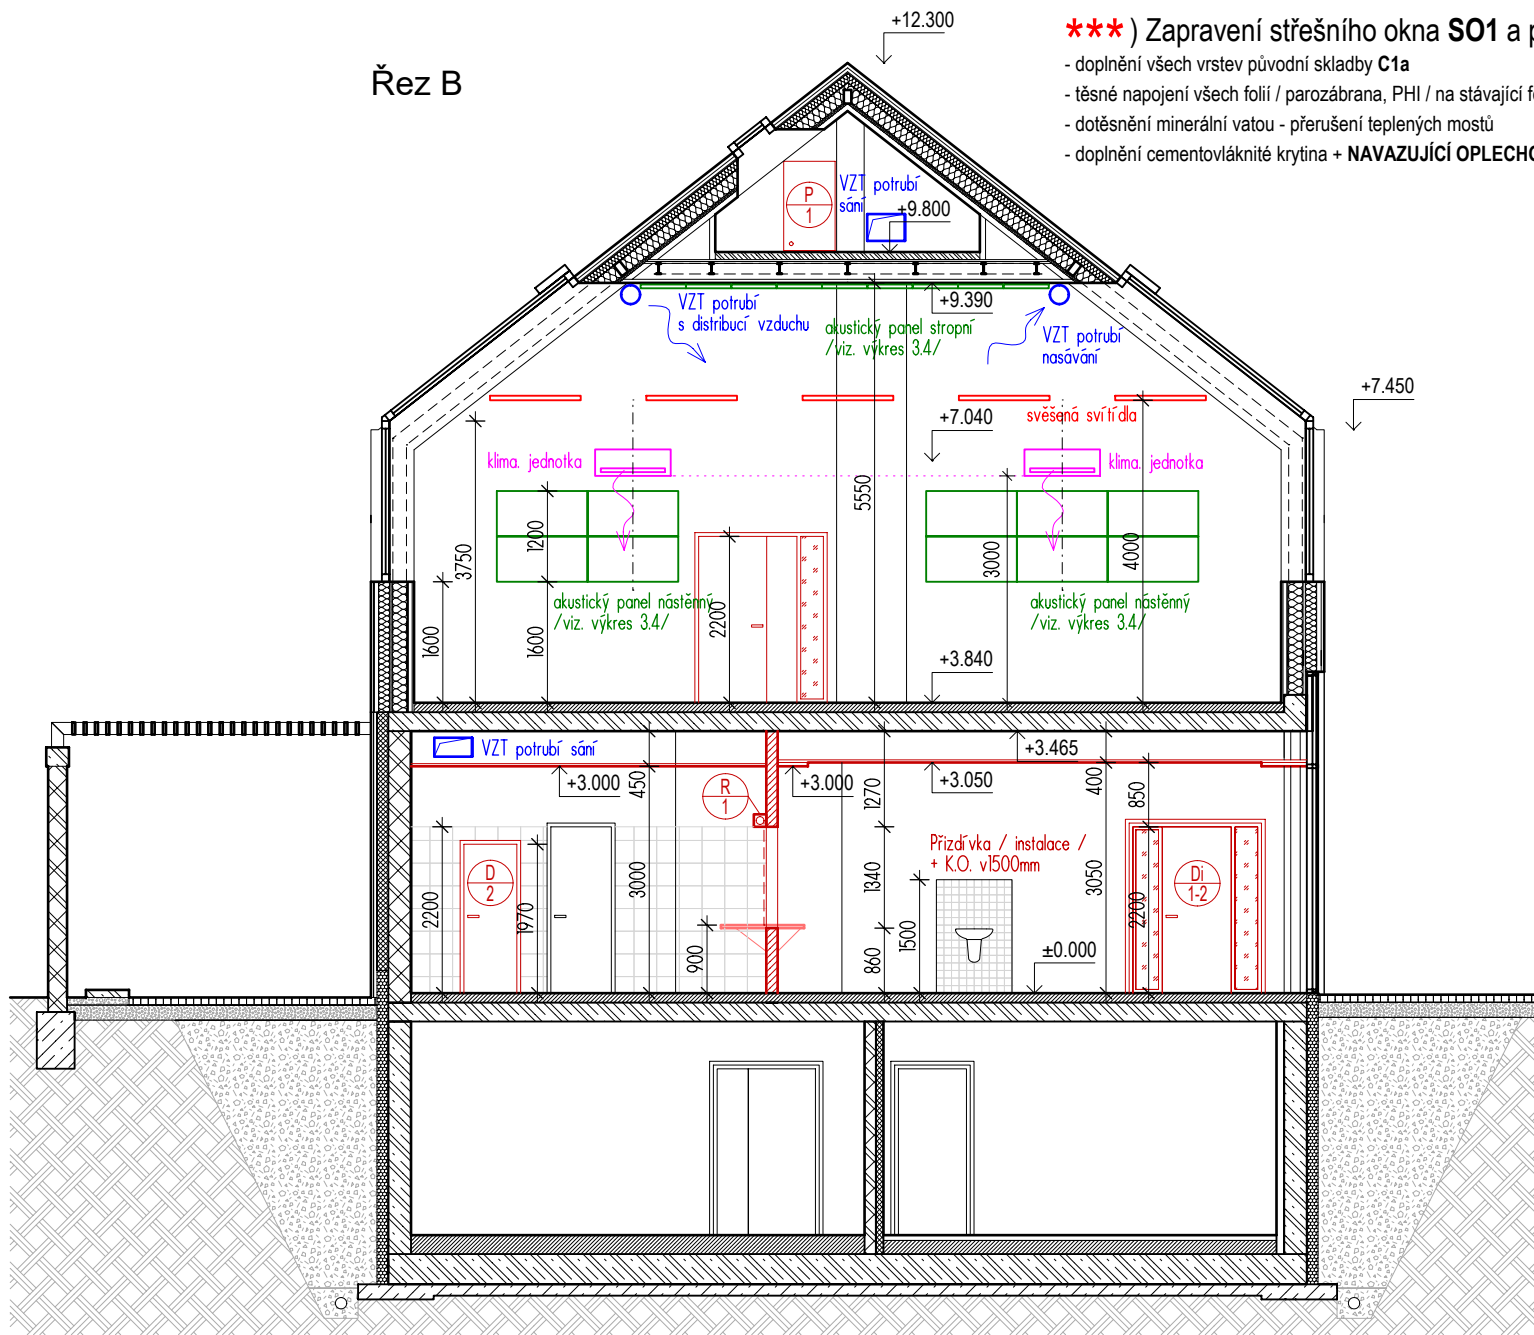 +12.300
*** ) Zapravení střešního okna SO1 a p
Řez B
- doplnění všech vrstev původní skladby C1a
- těsné napojení všech folií / parozábrana, PHI / na stávající f
- dotěsnění minerální vatou - přerušení teplených mostů
- doplnění cementovláknité krytina + NAVAZUJÍCÍ OPLECHO
P
1
VZT potrubí
sání
+9.800
VZT potrubí
s distribucí vzduchu
+9.390
akustický panel stropní
/viz. výkres 3.4/
VZT potrubí
nasávání
+7.450
svěšená svítídla
+7.040
klima. jednotka
klima. jednotka
5550
1200
3750
3000
4000
akustický panel nástěnný
/viz. výkres 3.4/
akustický panel nástěnný
/viz. výkres 3.4/
2200
1600
1600
+3.840
VZT potrubí sání
+3.465
+3.000
450
R
1
+3.000
1270
+3.050
400
850
Přizdívka / instalace /
+ K.O. v1500mm
D
2
3000
1340
3050
Di
1-2
2200
1970
2200
1500
900
860
±0.000